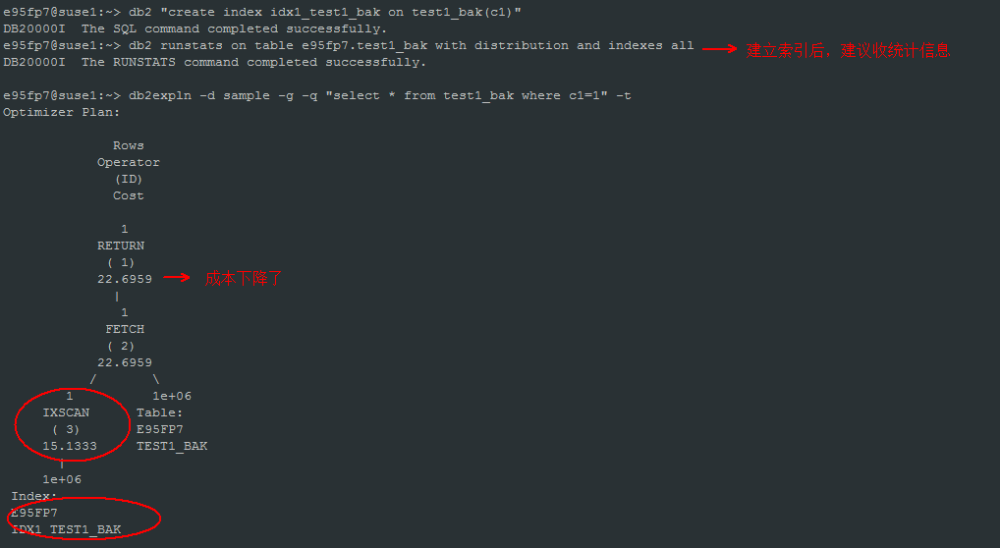 e95fp7@suse1:~> db2 "create index idx1_test1_bak on test1_bak(c1)"
DB20000I  The SQL command completed successfully.
e95fp7@suse1:~> db2 runstats on table e95fp7.test1_bak with distribution and indexes all 建立索引后，建议收统计信息
DB20000I  The RUNSTATS command completed successfully.
e95fp7@suse1:~> db2expln -d sample -g -q "select * from test1_bak where c1=1" -t
Optimizer Plan:
Rows
Operator
(ID)
Cost
1
RETURN
( 1)
22.6959 成本下降了
|
1
FETCH
( 2)
22.6959
/ \
1 1e+06
IXSCAN Table:
( 3) E95FP7
15.1333 TEST1_BAK
|
1e+06
Index:
E95FP7
IDX1_TEST1_BAK